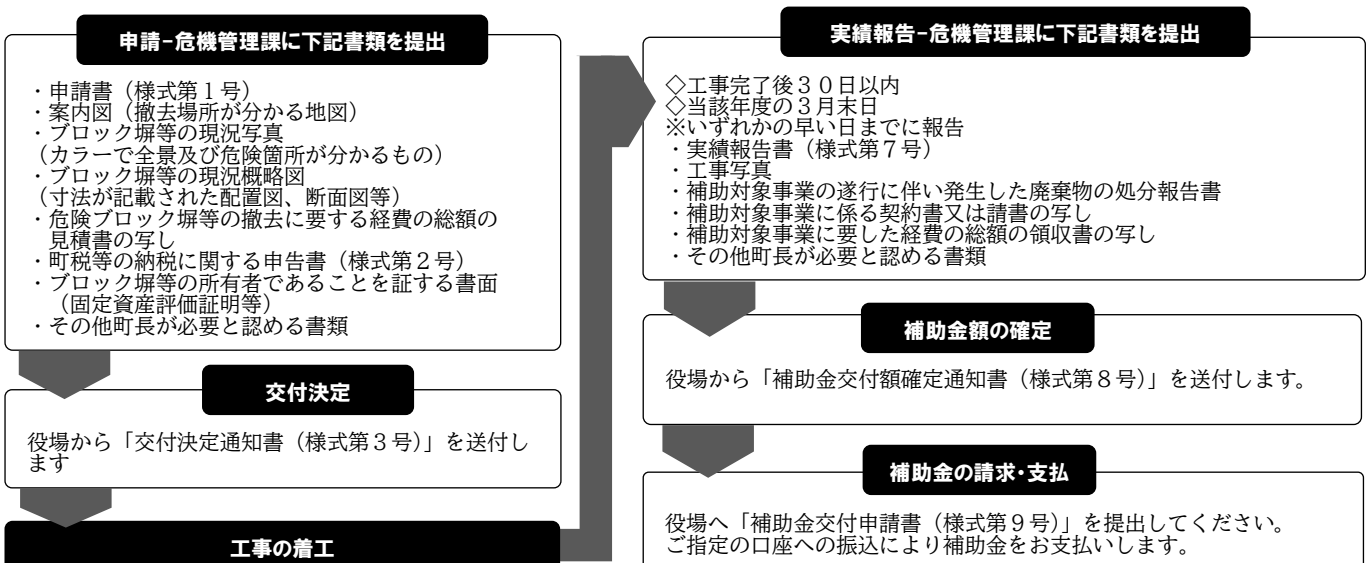 申請-危機管理課に下記書類を提出
・申請書（様式第１号）
・案内図（撤去場所が分かる地図）
・ブロック塀等の現況写真
（カラーで全景及び危険箇所が分かるもの）
・ブロック塀等の現況概略図
（寸法が記載された配置図、断面図等）
・危険ブロック塀等の撤去に要する経費の総額の
見積書の写し
・町税等の納税に関する申告書（様式第２号）
・ブロック塀等の所有者であることを証する書面
（固定資産評価証明等）
・その他町長が必要と認める書類
交付決定
役場から「交付決定通知書（様式第３号）」を送付し
ます
工事の着工
実績報告-危機管理課に下記書類を提出
◇工事完了後３０日以内
◇当該年度の３月末日
※いずれかの早い日までに報告
・実績報告書（様式第７号）
・工事写真
・補助対象事業の遂行に伴い発生した廃棄物の処分報告書
・補助対象事業に係る契約書又は請書の写し
・補助対象事業に要した経費の総額の領収書の写し
・その他町長が必要と認める書類
補助金額の確定
役場から「補助金交付額確定通知書（様式第８号）」を送付します。
補助金の請求・支払
役場へ「補助金交付申請書（様式第９号）」を提出してください。
ご指定の口座への振込により補助金をお支払いします。